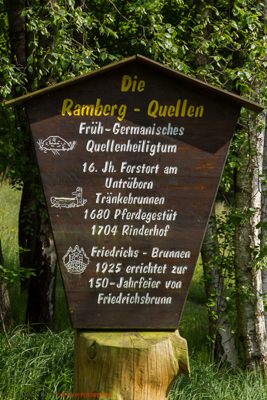 Die
Ramberg - Quellen
Früh-Germanisches
Quellenheiligtum
16. Jh. Forstort am
Untrüborn
Tränkebrunnen
1680 Pferdegestüt
1704 Rinderhof
Friedrichs - Brunnen
1925 errichtet zur
150-Jahrfeier von
Friedrichsbrunn